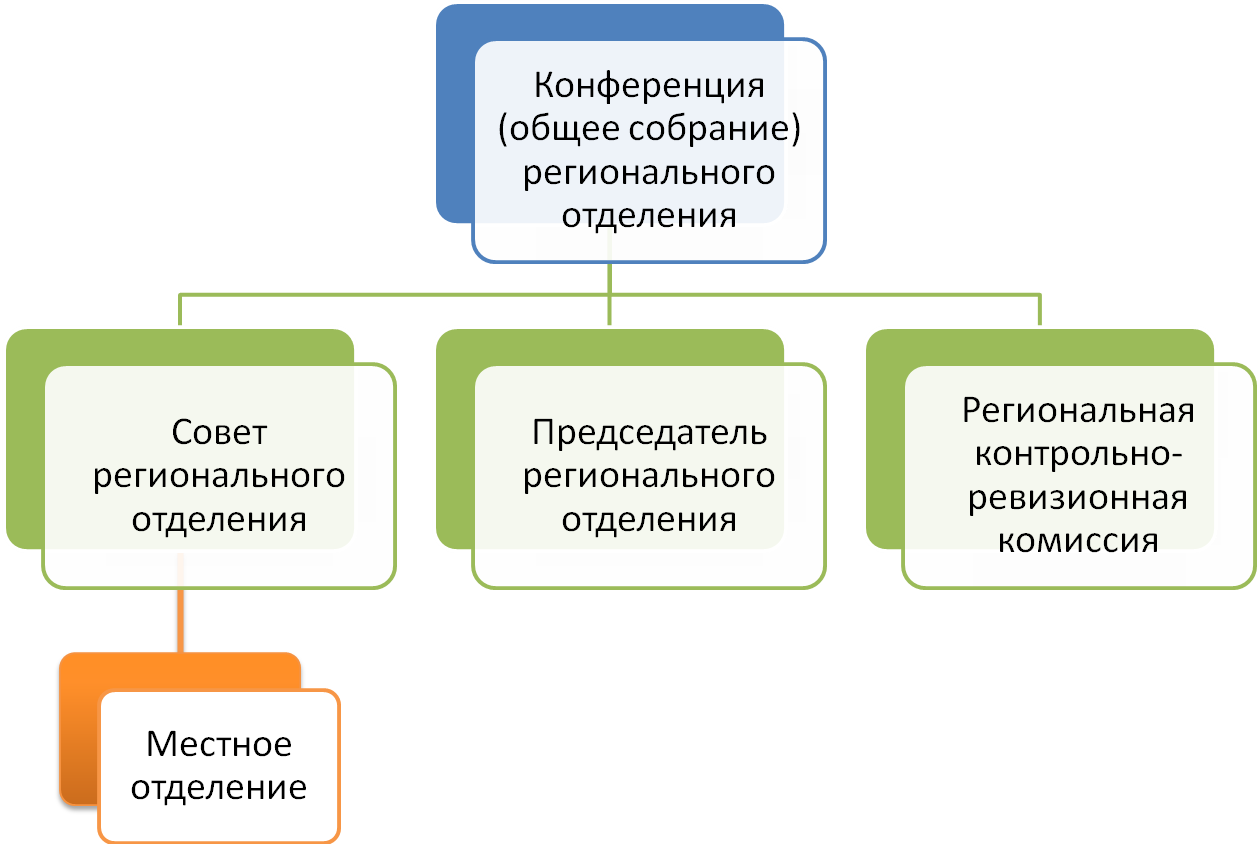 Конференция
(общее собрание)
регионального
отделения
Совет
регионального
отделения
Председатель
регионального
отделения
Региональная
контрольно-
ревизионная
комиссия
Местное
отделение